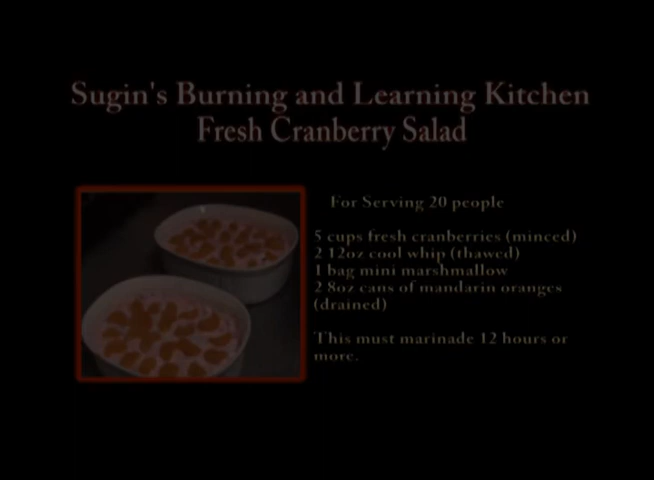 Sugin's Burning and Learning Kitchen
Fresh Cranberry Salad
For Serving 20 people
5 cups fresh cranberries (minced)
2 12oz cool whip (thawed)
1 bag mini marshmallow
2 8oz cans of mandarin oranges
(drained)
This must marinade 12 hours or
more.